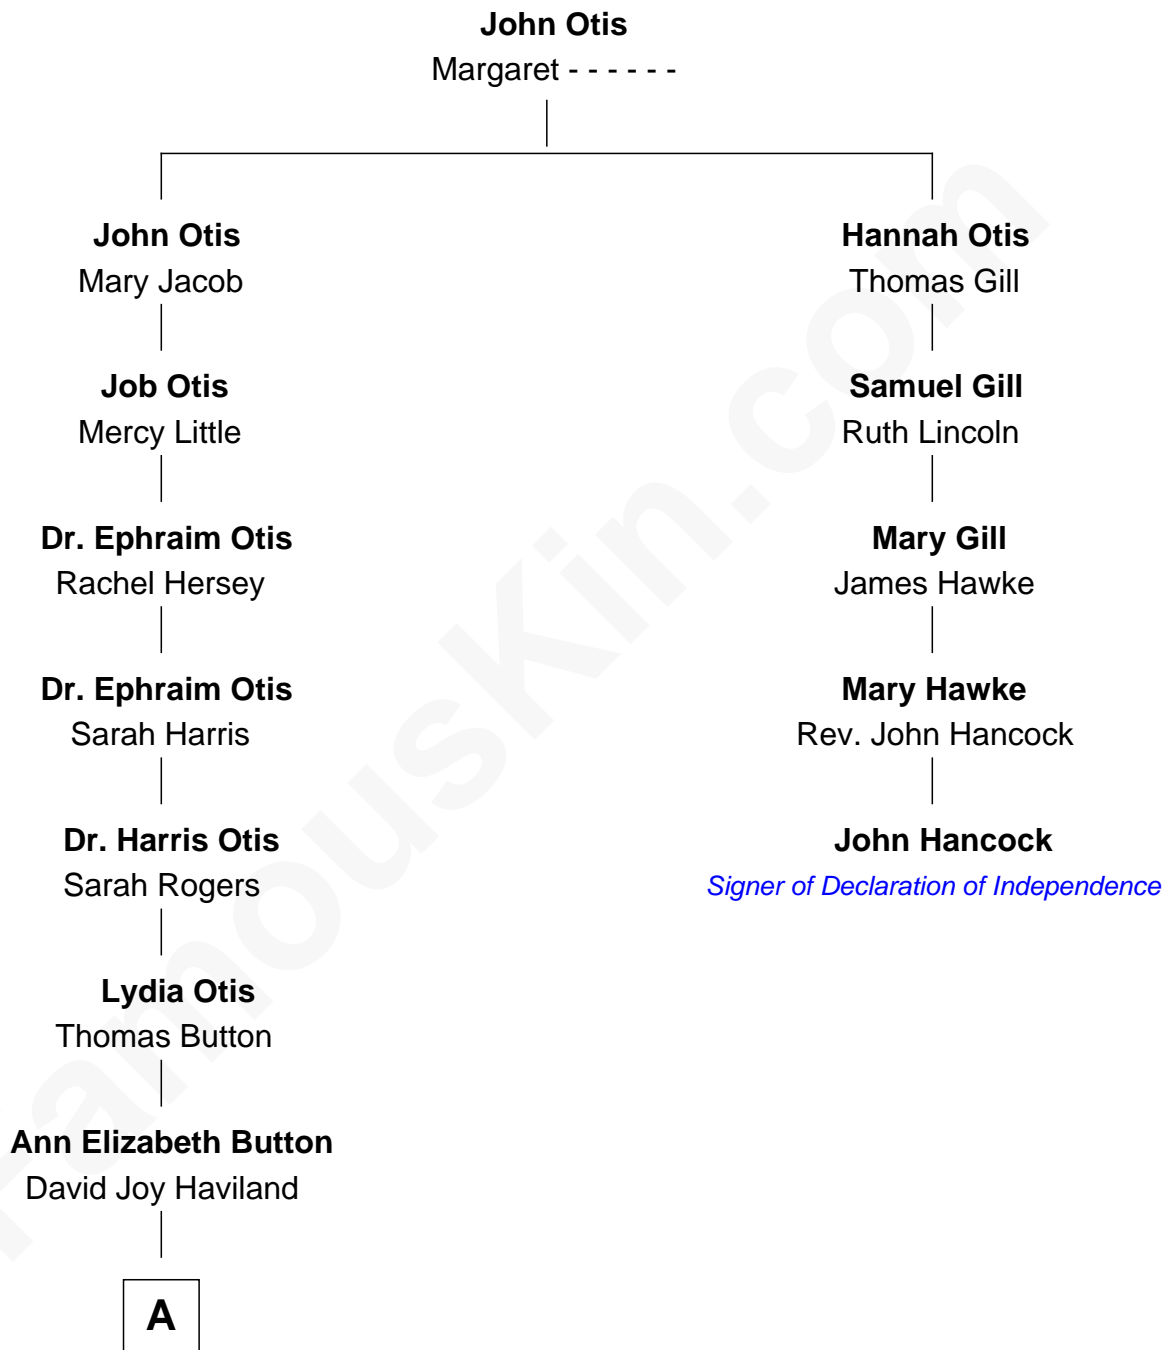 John Otis
Margaret - - - - - -
John Otis
Mary Jacob
Hannah Otis
Thomas Gill
Job Otis
Mercy Little
Samuel Gill
Ruth Lincoln
Dr. Ephraim Otis
Rachel Hersey
Mary Gill
James Hawke
Dr. Ephraim Otis
Sarah Harris
Mary Hawke
Rev. John Hancock
Dr. Harris Otis
Sarah Rogers
John Hancock
Signer of Declaration of Independence
Lydia Otis
Thomas Button
Ann Elizabeth Button
David Joy Haviland
A
FamousKin.com